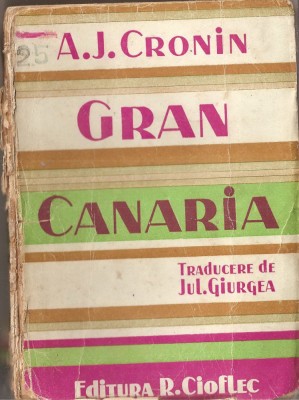 25
A.J. CRONIN
GRAN
CANARiA
TRADUCERE DE
JUL.GIURGEA
EDITURA R.CiOFLEC